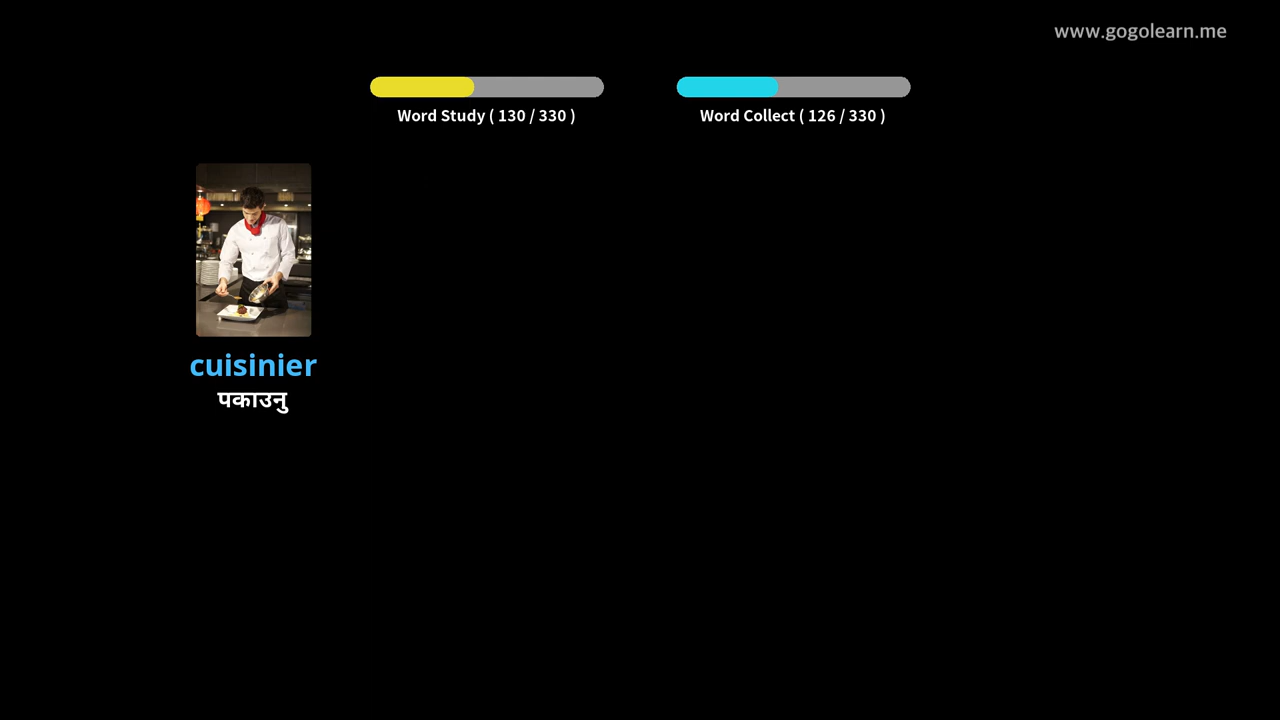 www.gogolearn.me
Word Study ( 130 / 330 )
Word Collect ( 126 / 330 )
cuisinier
पकाउनु